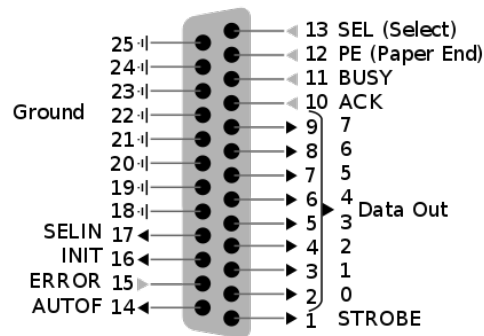 13 SEL (Select)
25
12 PE (Paper End)
24
11 BUSY
23
10 ACK
Ground
22
9 7
21
8 6
20
7 5
19
6 4
Data Out
18
5 3
SELIN 17
4 2
INIT 16
3 1
ERROR 15
2 0
AUTOF 14
1 STROBE